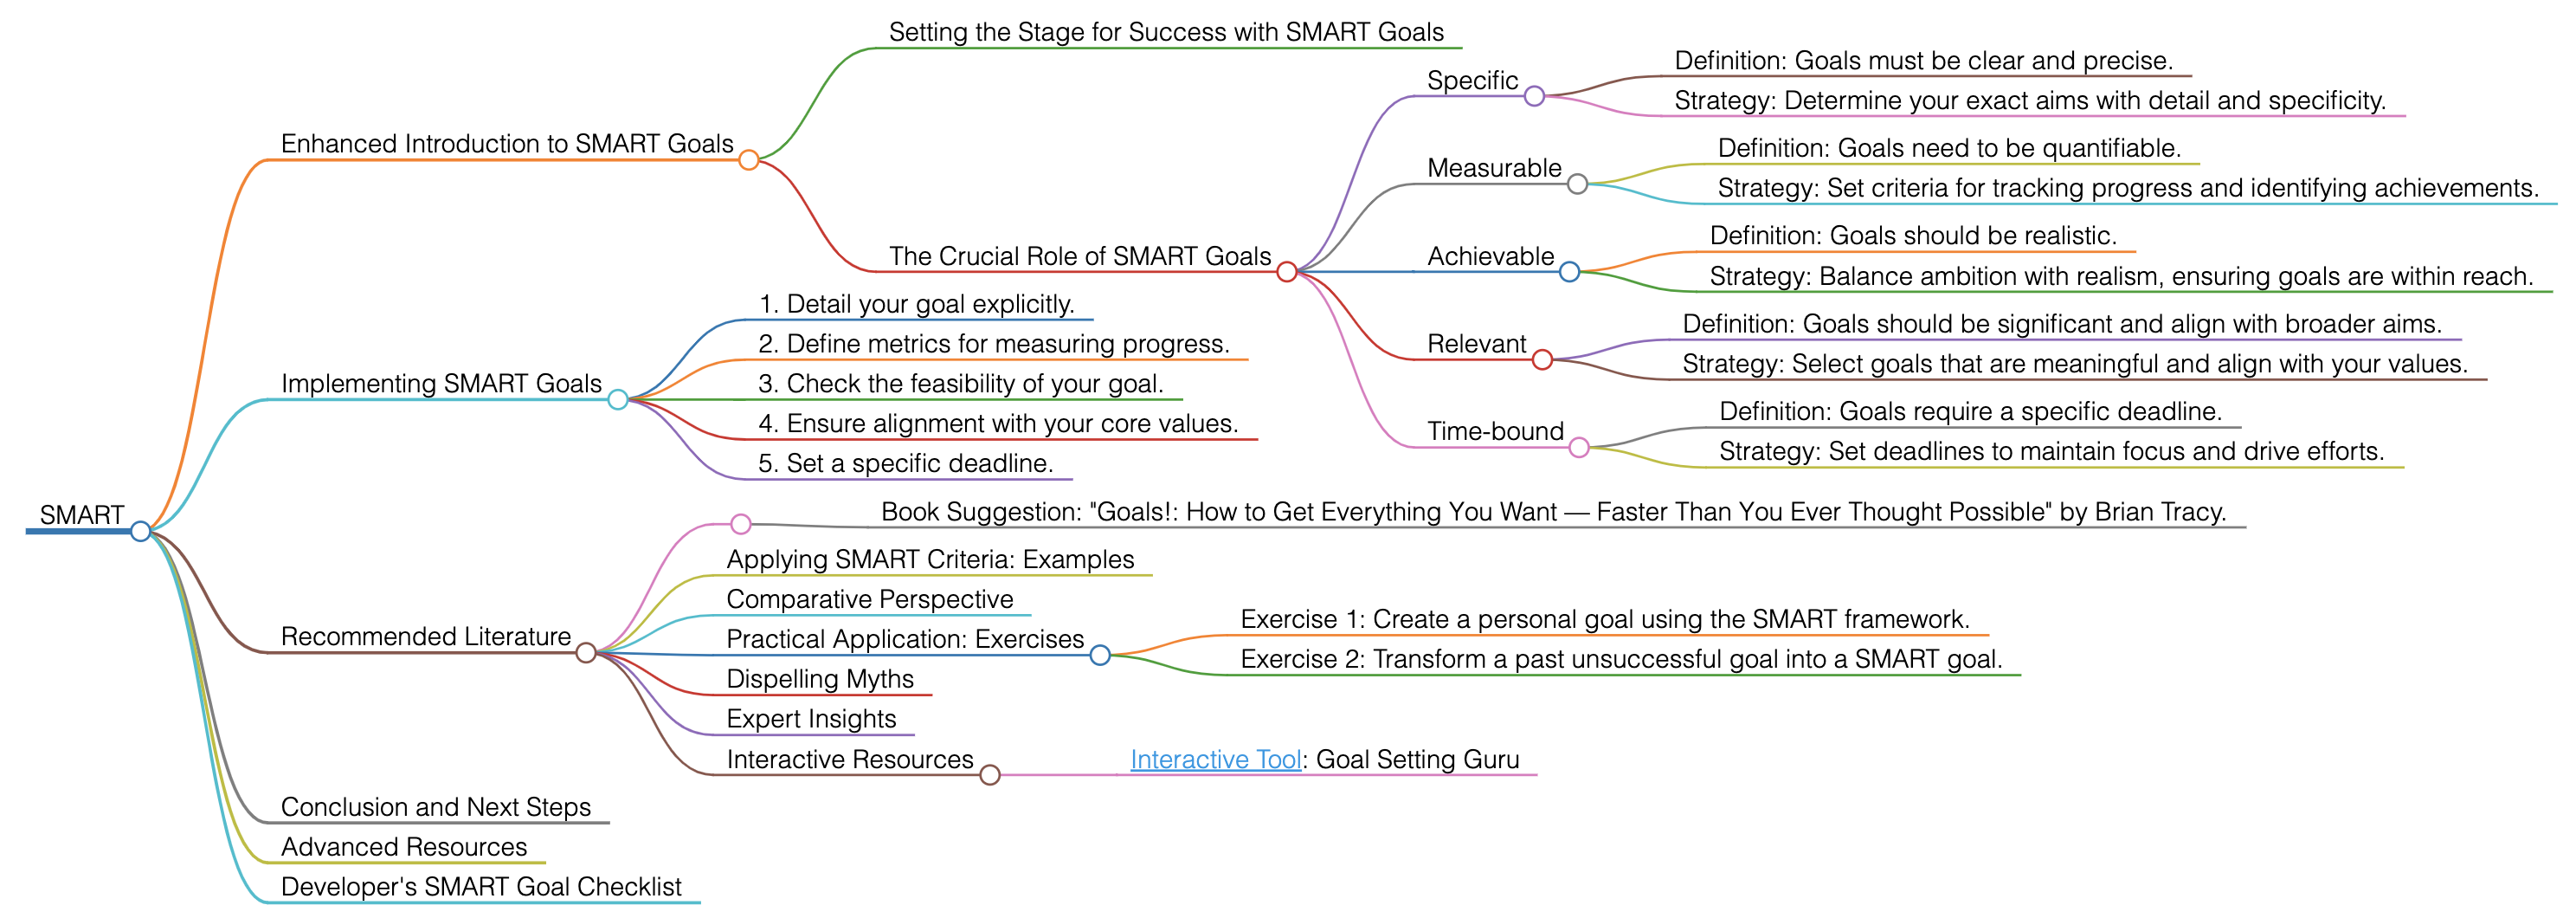 SMART
Enhanced Introduction to SMART Goals
Setting the Stage for Success with SMART Goals
The Crucial Role of SMART Goals
Specific
Definition: Goals must be clear and precise.
Strategy: Determine your exact aims with detail and specificity.
Measurable
Definition: Goals need to be quantifiable.
Strategy: Set criteria for tracking progress and identifying achievements.
Achievable
Definition: Goals should be realistic.
Strategy: Balance ambition with realism, ensuring goals are within reach.
Relevant
Definition: Goals should be significant and align with broader aims.
Strategy: Select goals that are meaningful and align with your values.
Time-bound
Definition: Goals require a specific deadline.
Strategy: Set deadlines to maintain focus and drive efforts.
Implementing SMART Goals
1. Detail your goal explicitly.
2. Define metrics for measuring progress.
3. Check the feasibility of your goal.
4. Ensure alignment with your core values.
5. Set a specific deadline.
Recommended Literature
Book Suggestion: "Goals!: How to Get Everything You Want — Faster Than You Ever Thought Possible" by Brian Tracy.
Applying SMART Criteria: Examples
Comparative Perspective
Practical Application: Exercises
Exercise 1: Create a personal goal using the SMART framework.
Exercise 2: Transform a past unsuccessful goal into a SMART goal.
Dispelling Myths
Expert Insights
Interactive Resources
Interactive Tool: Goal Setting Guru
Conclusion and Next Steps
Advanced Resources
Developer's SMART Goal Checklist